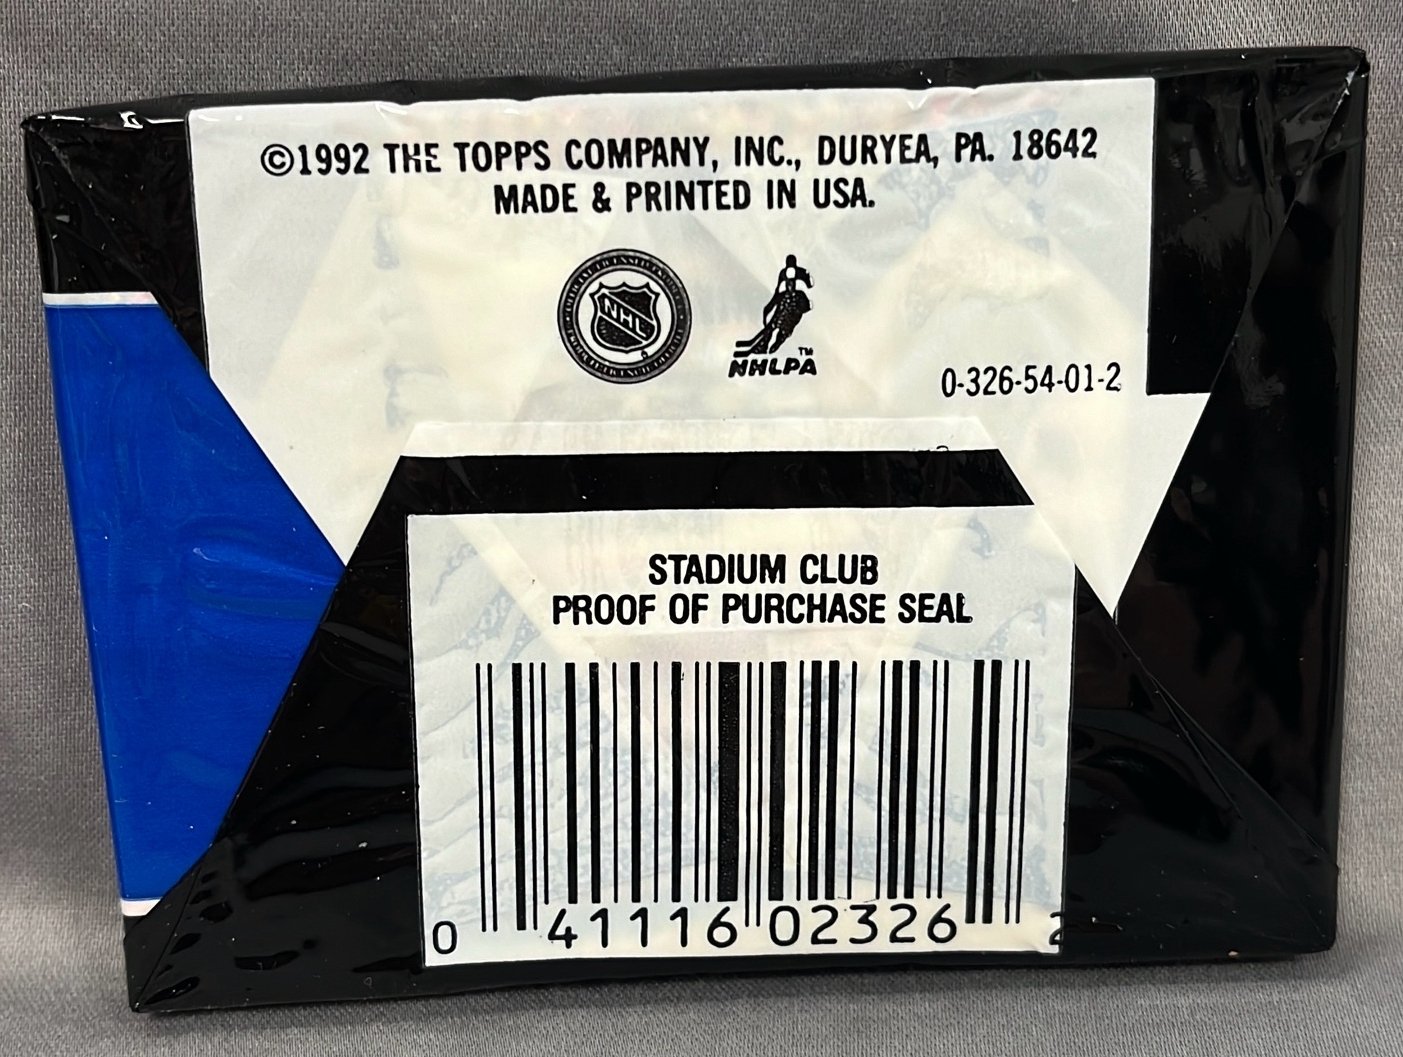 ©1992 THE TOPPS COMPANY, INC., DURYEA, PA. 18642
MADE & PRINTED IN USA.
NHL
NHLPA™
0-326-54-01-2
STADIUM CLUB
PROOF OF PURCHASE SEAL
0 41116 02326 2